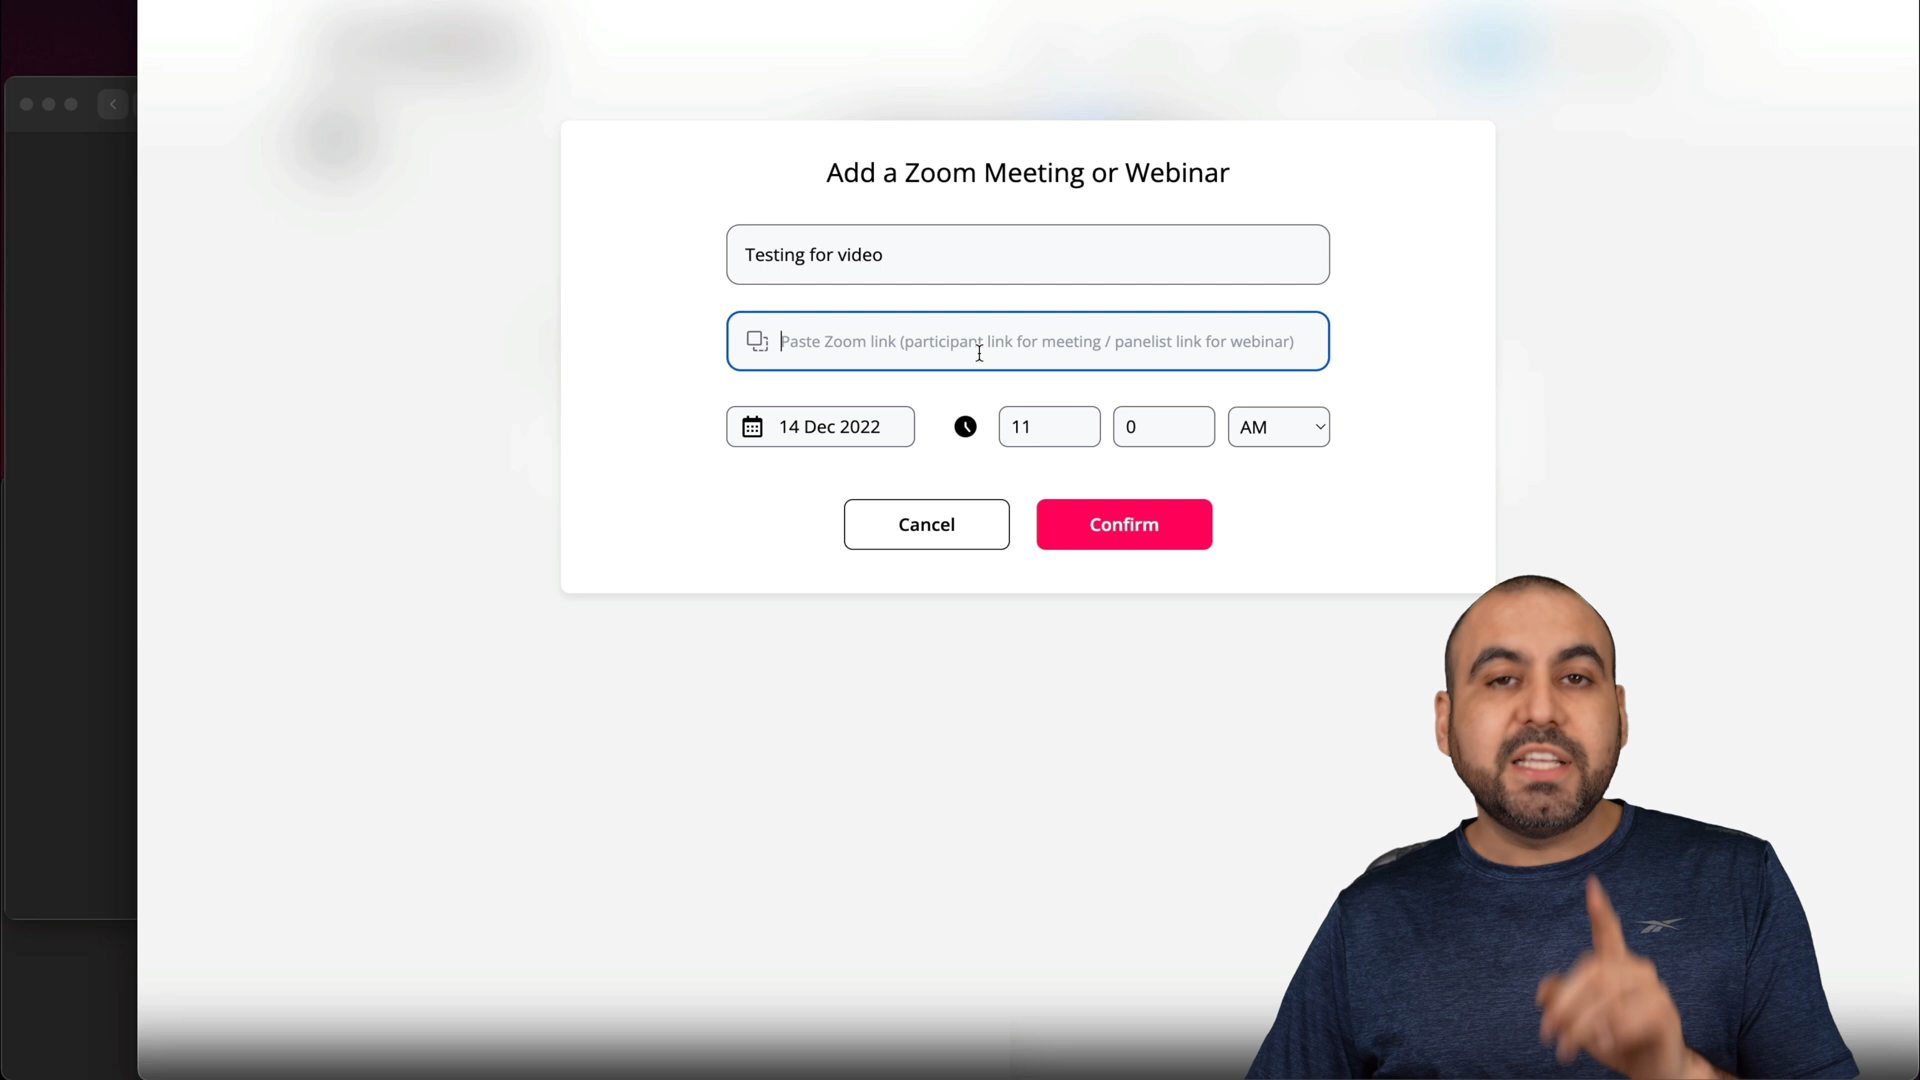 Add a Zoom Meeting or Webinar
Testing for video
Paste Zoom link (participant link for meeting / panelist link for webinar)
14 Dec 2022 11 0 AM
Cancel Confirm